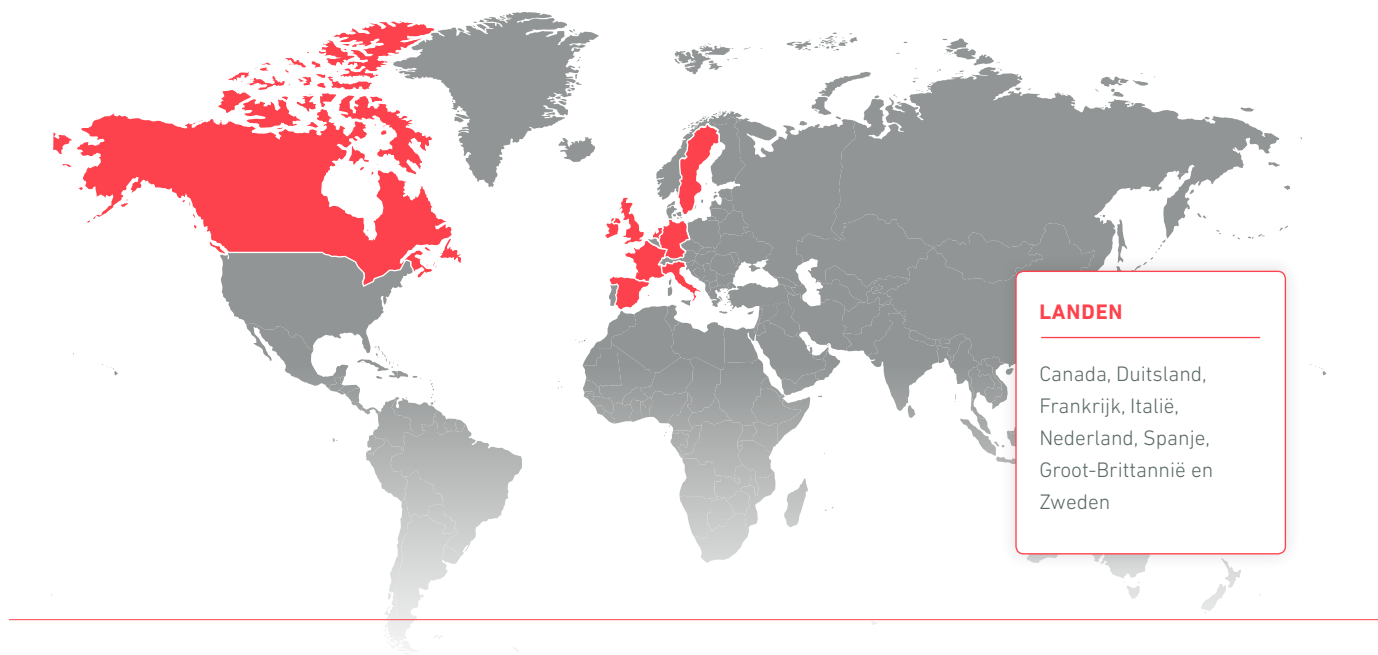 LANDEN
Canada, Duitsland,
Frankrijk, Italië,
Nederland, Spanje,
Groot-Brittannië en
Zweden